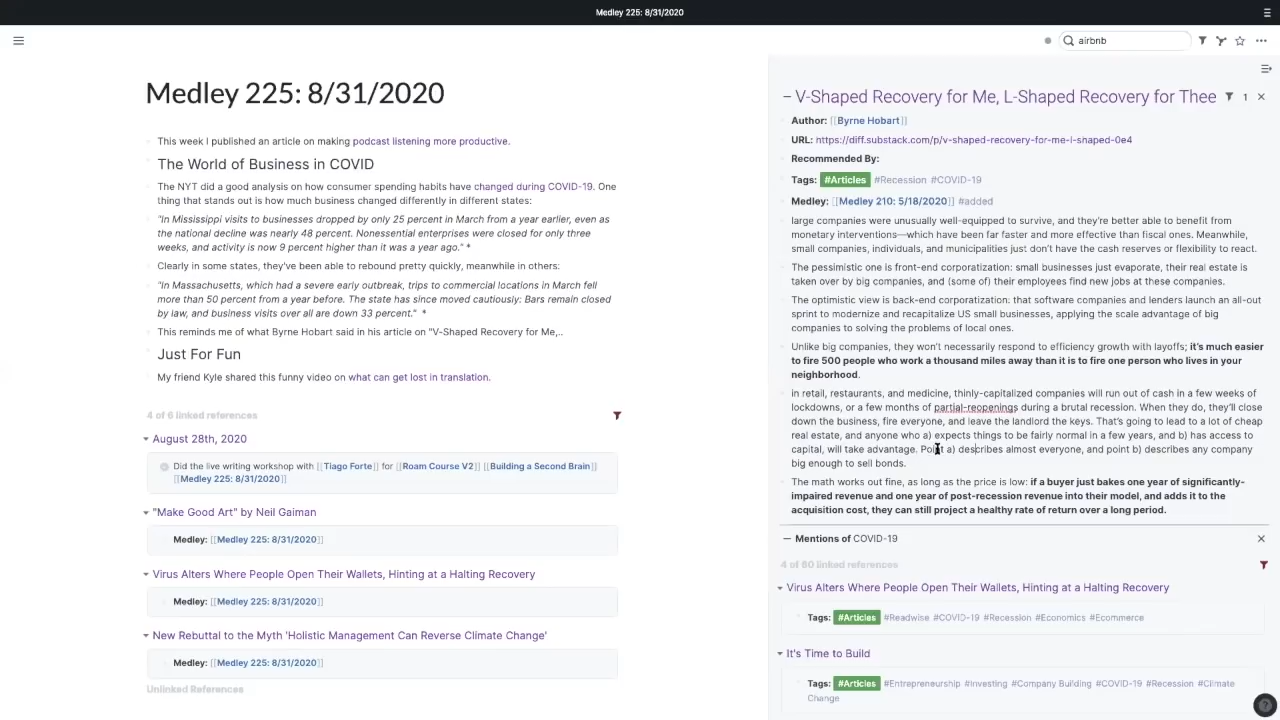 Medley 225: 8/31/2020
airbnb
Medley 225: 8/31/2020
This week I published an article on making podcast listening more productive.
The World of Business in COVID
The NYT did a good analysis on how consumer spending habits have changed during COVID-19. One
thing that stands out is how much business changed differently in different states:
"In Mississippi visits to businesses dropped by only 25 percent in March from a year earlier, even as
the national decline was nearly 48 percent. Nonessential enterprises were closed for only three
weeks, and activity is now 9 percent higher than it was a year ago." *
Clearly in some states, they've been able to rebound pretty quickly, meanwhile in others:
"In Massachusetts, which had a severe early outbreak, trips to commercial locations in March fell
more than 50 percent from a year before. The state has since moved cautiously: Bars remain closed
by law, and business visits over all are down 33 percent." *
This reminds me of what Byrne Hobart said in his article on "V-Shaped Recovery for Me,..
Just For Fun
My friend Kyle shared this funny video on what can get lost in translation.
4 of 6 linked references
August 28th, 2020
Did the live writing workshop with [[Tiago Forte]] for [[Roam Course V2]] [[Building a Second Brain]]
[[Medley 225: 8/31/2020]]
"Make Good Art" by Neil Gaiman
Medley: [[Medley 225: 8/31/2020]]
Virus Alters Where People Open Their Wallets, Hinting at a Halting Recovery
Medley: [[Medley 225: 8/31/2020]]
New Rebuttal to the Myth 'Holistic Management Can Reverse Climate Change'
Medley: [[Medley 225: 8/31/2020]]
Unlinked References
V-Shaped Recovery for Me, L-Shaped Recovery for Thee 1
Author: [[Byrne Hobart]]
URL: https://diff.substack.com/p/v-shaped-recovery-for-me-l-shaped-0e4
Recommended By:
Tags: #Articles #Recession #COVID-19
Medley: [[Medley 210: 5/18/2020]] #added
large companies were unusually well-equipped to survive, and they're better able to benefit from
monetary interventions—which have been far faster and more effective than fiscal ones. Meanwhile,
small companies, individuals, and municipalities just don't have the cash reserves or flexibility to react.
The pessimistic one is front-end corporatization: small businesses just evaporate, their real estate is
taken over by big companies, and (some of) their employees find new jobs at these companies.
The optimistic view is back-end corporatization: that software companies and lenders launch an all-out
sprint to modernize and recapitalize US small businesses, applying the scale advantage of big
companies to solving the problems of local ones.
Unlike big companies, they won't necessarily respond to efficiency growth with layoffs; it's much easier
to fire 500 people who work a thousand miles away than it is to fire one person who lives in your
neighborhood.
in retail, restaurants, and medicine, thinly-capitalized companies will run out of cash in a few weeks of
lockdowns, or a few months of partial-reopenings during a brutal recession. When they do, they'll close
down the business, fire everyone, and leave the landlord the keys. That's going to lead to a lot of cheap
real estate, and anyone who a) expects things to be fairly normal in a few years, and b) has access to
capital, will take advantage. Point a) describes almost everyone, and point b) describes any company
big enough to sell bonds.
The math works out fine, as long as the price is low: if a buyer just bakes one year of significantly-
impaired revenue and one year of post-recession revenue into their model, and adds it to the
acquisition cost, they can still project a healthy rate of return over a long period.
Mentions of COVID-19
4 of 60 linked references
Virus Alters Where People Open Their Wallets, Hinting at a Halting Recovery
Tags: #Articles #Readwise #COVID-19 #Recession #Economics #Ecommerce
It's Time to Build
Tags: #Articles #Entrepreneurship #Investing #Company Building #COVID-19 #Recession #Climate
Change